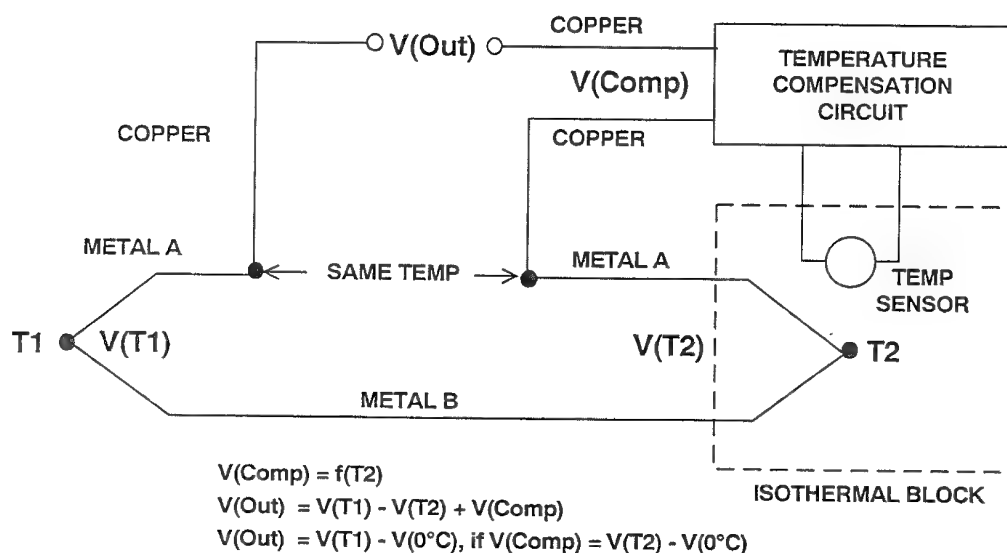 COPPER
V(Out)
TEMPERATURE
COMPENSATION
CIRCUIT
V(Comp)
COPPER
COPPER
METAL A
SAME TEMP
METAL A
TEMP
SENSOR
T1
V(T1)
V(T2)
T2
METAL B
V(Comp) = f(T2)
V(Out) = V(T1) - V(T2) + V(Comp)
V(Out) = V(T1) - V(0°C), if V(Comp) = V(T2) - V(0°C)
ISOTHERMAL BLOCK